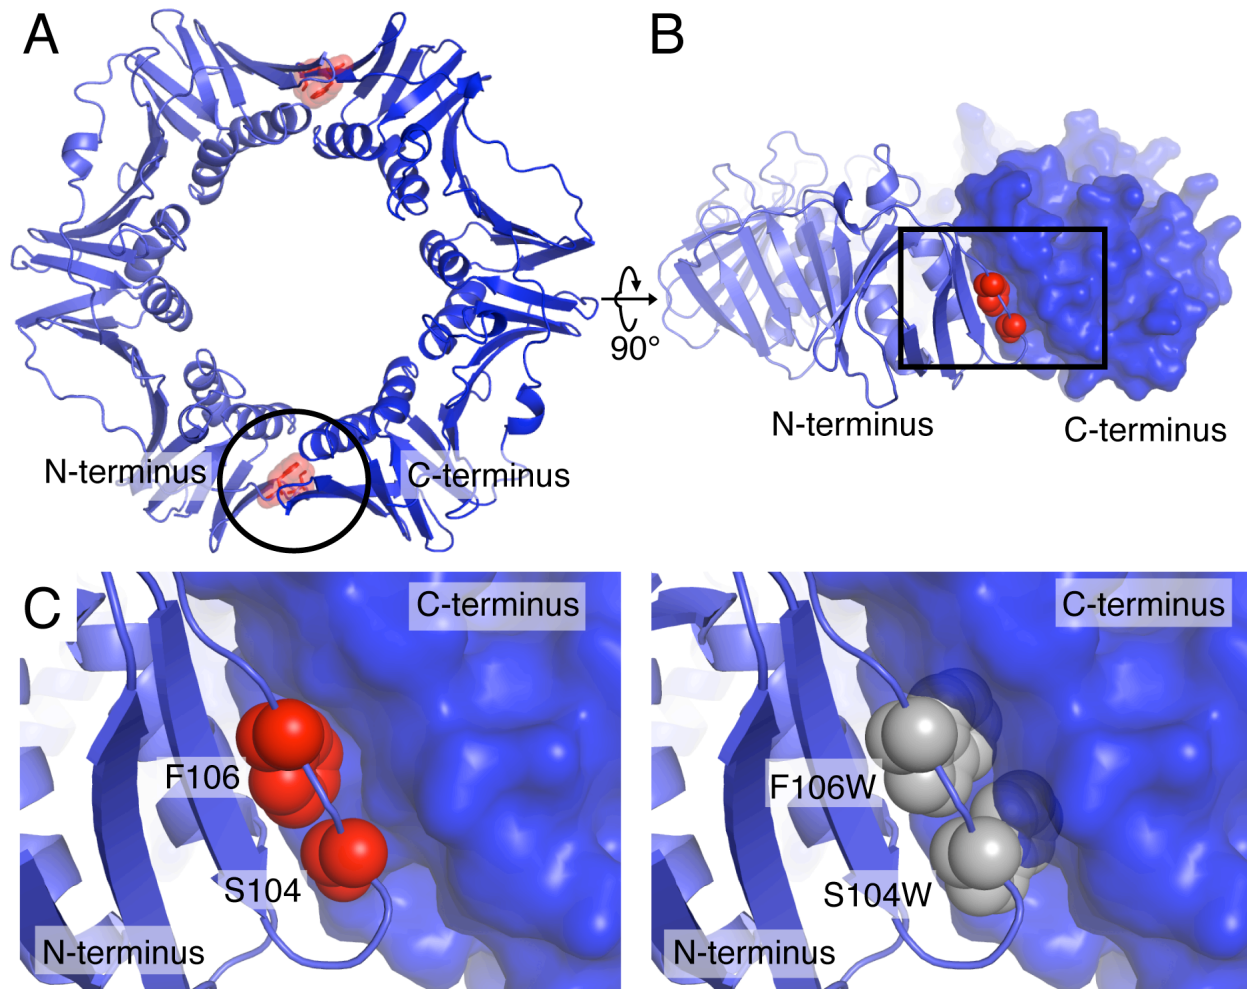 A
B
N-terminus
C-terminus
90°
N-terminus
C-terminus
C
C-terminus
F106
S104
N-terminus
C-terminus
F106W
S104W
N-terminus